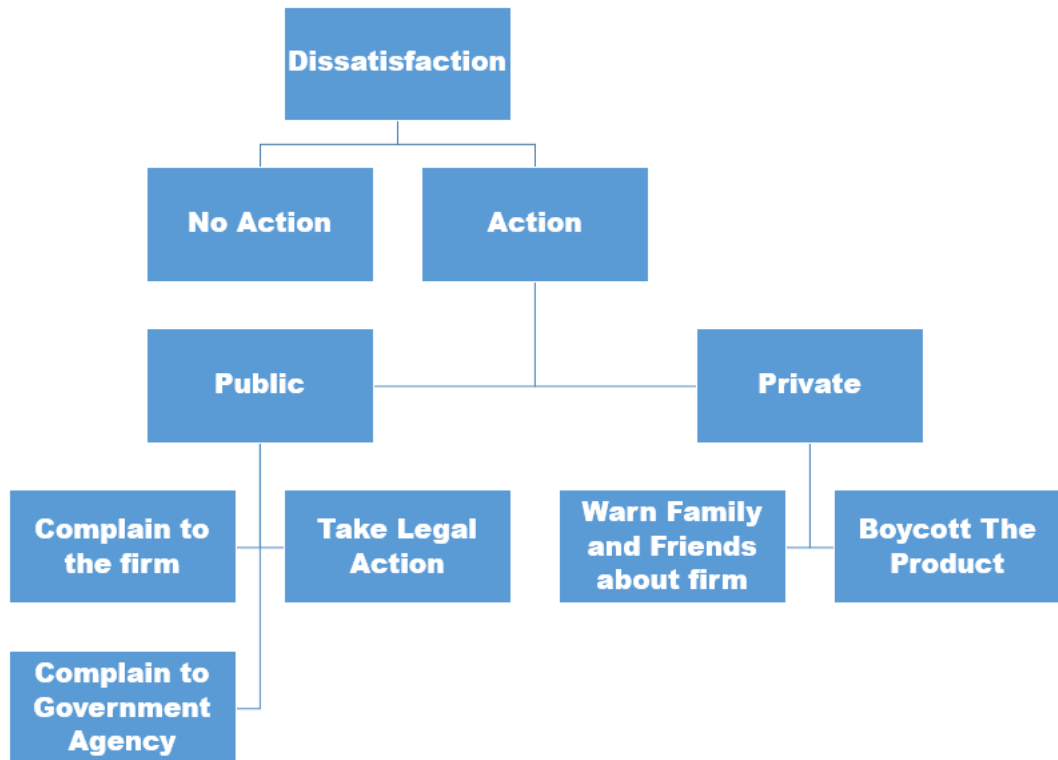 Dissatisfaction
No Action
Action
Public
Private
Complain to
the firm
Take Legal
Action
Warn Family
and Friends
about firm
Boycott The
Product
Complain to
Government
Agency